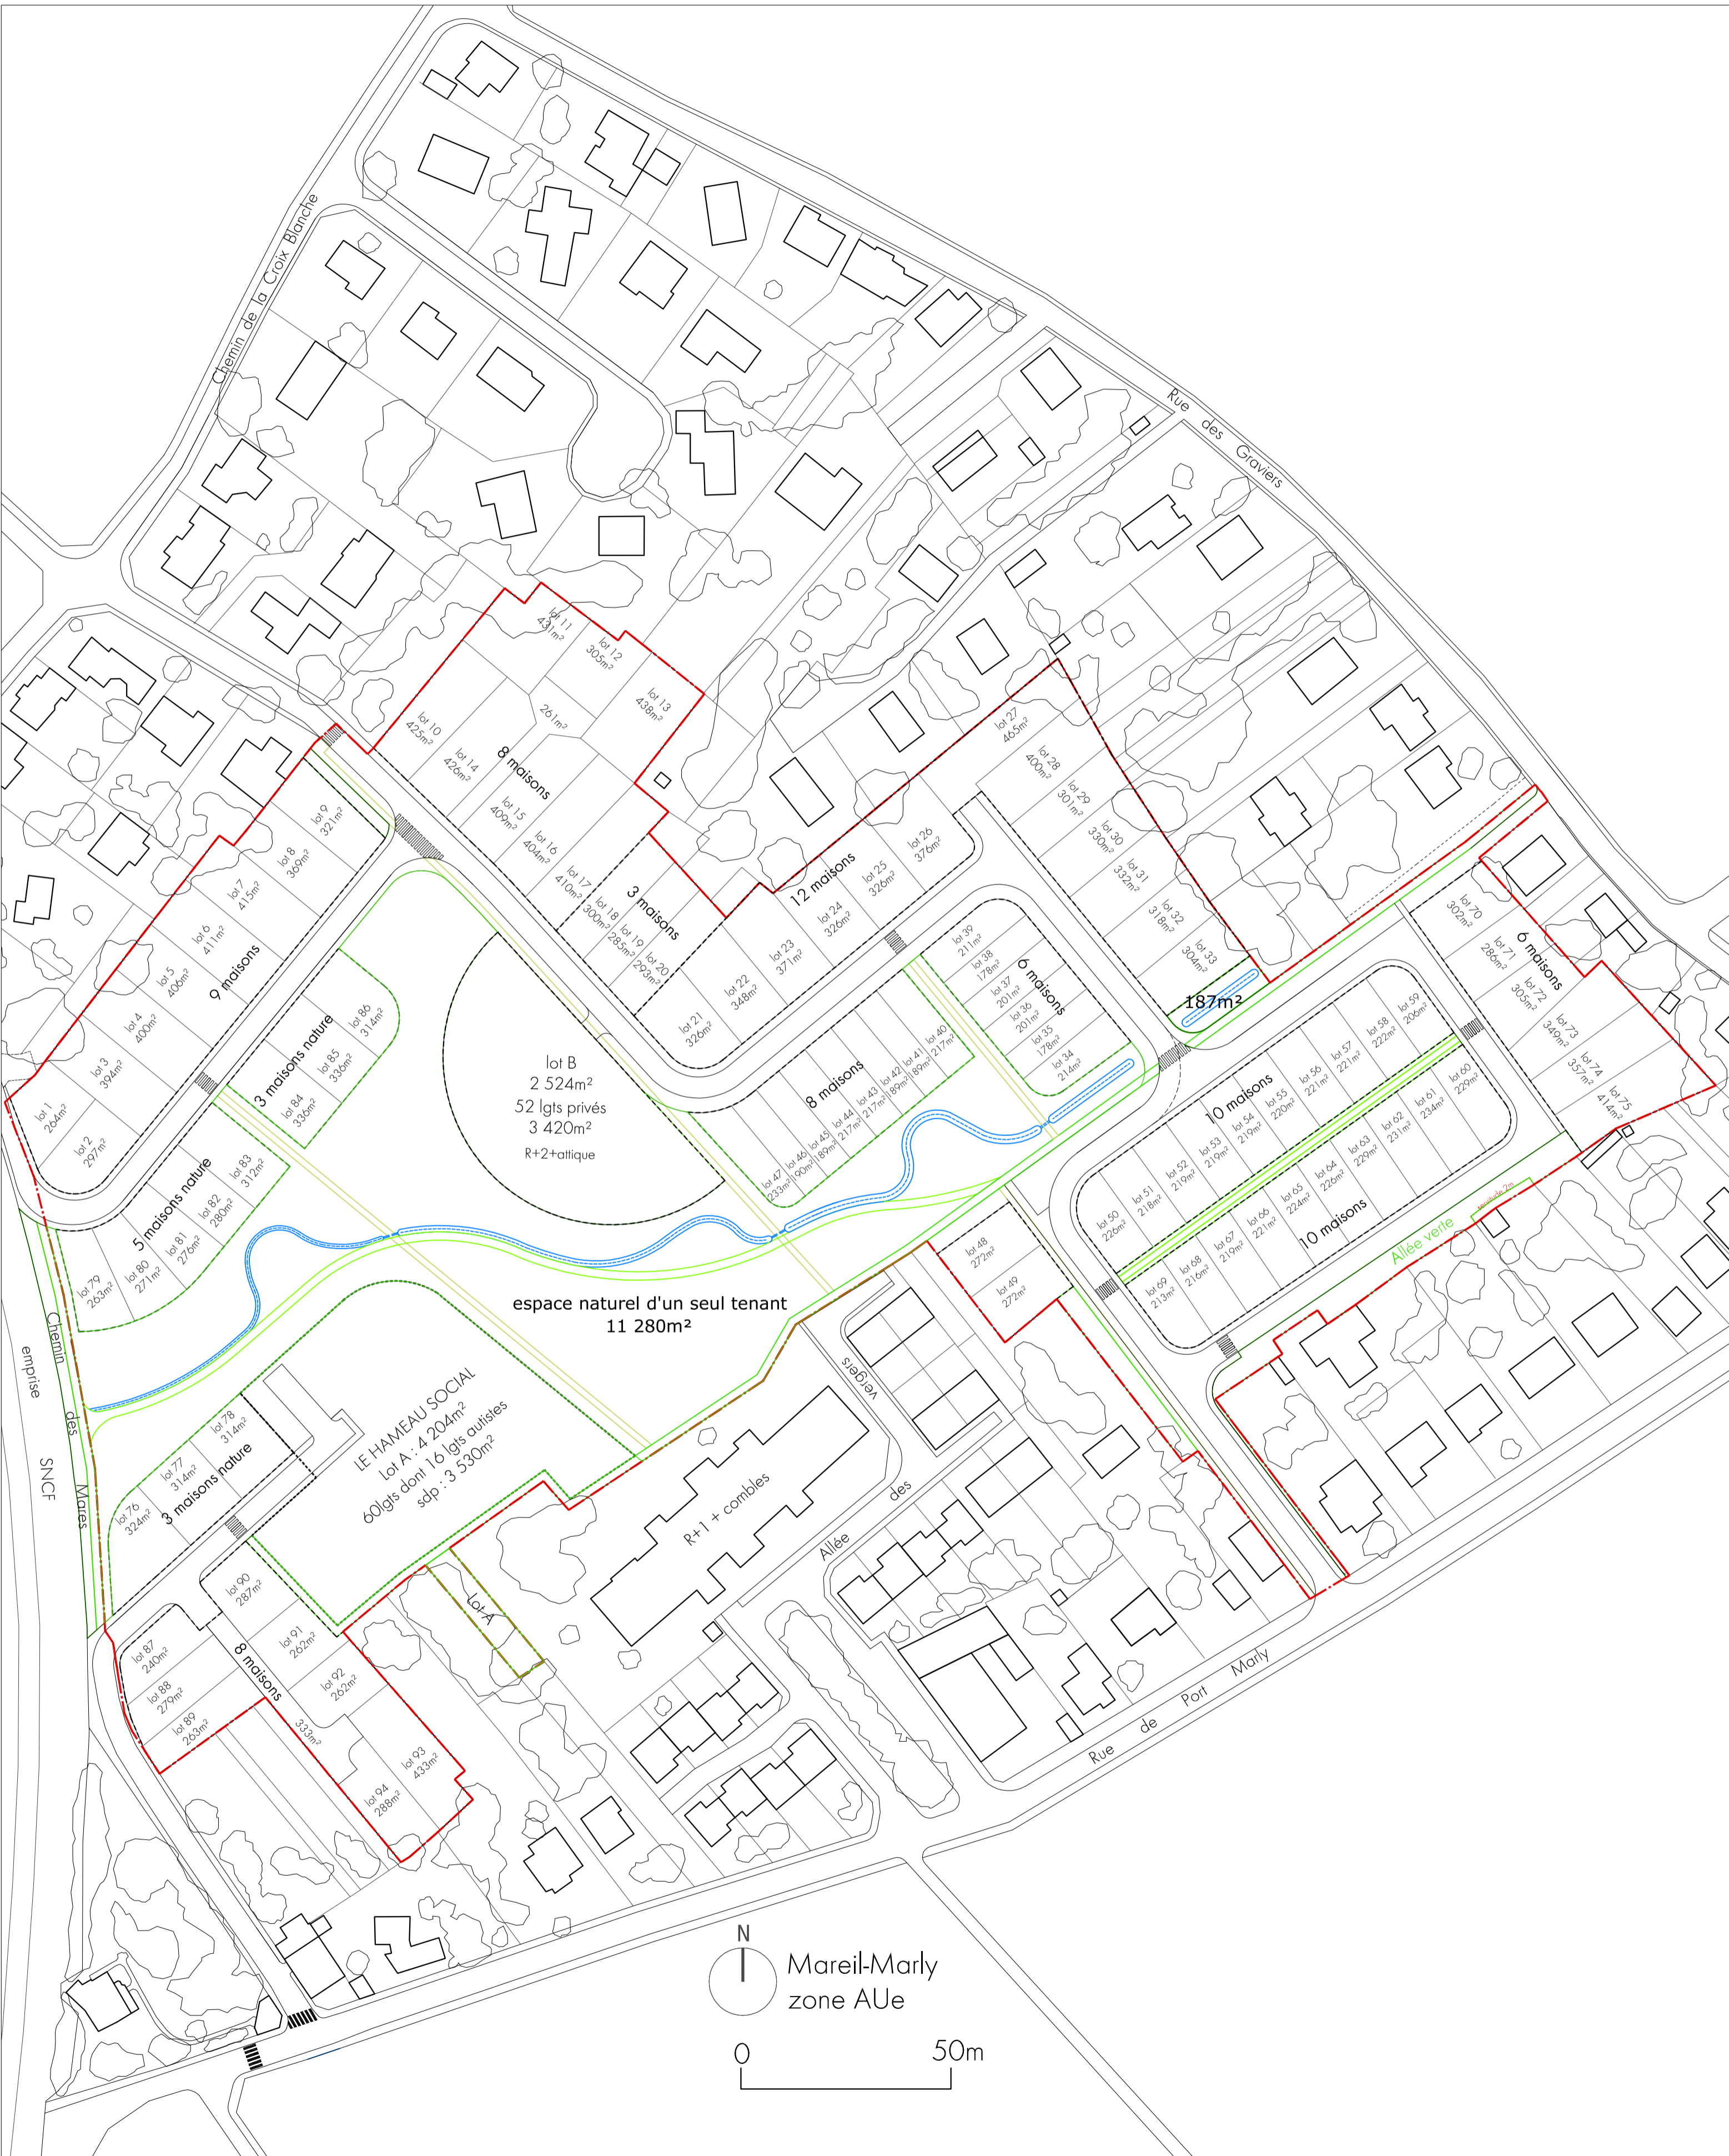 Chemin de la Croix Blanche
Rue des Graviers
lot 11
431m²
lot 12
305m²
lot 13
438m²
261m²
lot 10
425m²
lot 14
426m²
8 maisons
lot 15
409m²
lot 16
404m²
lot 17
410m²
lot 18
300m²
lot 19
285m²
lot 20
293m²
3 maisons
lot 9
321m²
lot 8
369m²
lot 7
415m²
lot 6
411m²
lot 5
406m²
lot 4
400m²
lot 3
394m²
lot 2
297m²
lot 1
264m²
9 maisons
lot 27
465m²
lot 28
400m²
lot 29
301m²
lot 30
330m²
lot 31
332m²
lot 32
318m²
lot 33
304m²
187m²
12 maisons
lot 26
376m²
lot 25
326m²
lot 24
326m²
lot 23
371m²
lot 22
348m²
lot 21
326m²
lot 39
211m²
lot 38
178m²
lot 37
201m²
lot 36
201m²
lot 35
178m²
lot 34
214m²
6 maisons
lot 40
217m²
lot 41
189m²
lot 42
189m²
lot 43
217m²
lot 44
217m²
lot 45
189m²
lot 46
190m²
lot 47
233m²
8 maisons
lot 70
302m²
lot 71
286m²
lot 72
305m²
lot 73
349m²
lot 74
357m²
lot 75
414m²
6 maisons
lot 59
206m²
lot 58
222m²
lot 57
221m²
lot 56
221m²
lot 55
220m²
lot 54
219m²
lot 53
219m²
lot 52
219m²
lot 51
218m²
lot 50
226m²
10 maisons
lot 60
229m²
lot 61
234m²
lot 62
231m²
lot 63
229m²
lot 64
226m²
lot 65
224m²
lot 66
221m²
lot 67
219m²
lot 68
216m²
lot 69
213m²
10 maisons
Allée verte
lot 86
314m²
lot 85
336m²
lot 84
336m²
3 maisons nature
lot B
2 524m²
52 lgts privés
3 420m²
R+2+attique
lot 83
312m²
lot 82
280m²
lot 81
276m²
lot 80
271m²
lot 79
263m²
5 maisons nature
lot 48
272m²
lot 49
272m²
espace naturel d'un seul tenant
11 280m²
LE HAMEAU SOCIAL
lot A : 4 204m²
60lgts dont 16 lgts autistes
sdp : 3 530m²
lot 78
314m²
lot 77
314m²
lot 76
324m²
3 maisons nature
Chemin des Mares
emprise SNCF
Allée des vergers
R+1 + combles
Lot A
lot 90
287m²
lot 91
262m²
lot 92
262m²
lot 87
240m²
lot 88
279m²
lot 89
263m²
8 maisons
333m²
lot 93
433m²
lot 94
288m²
Rue de Port Marly
N
Mareil-Marly
zone AUe
0 50m